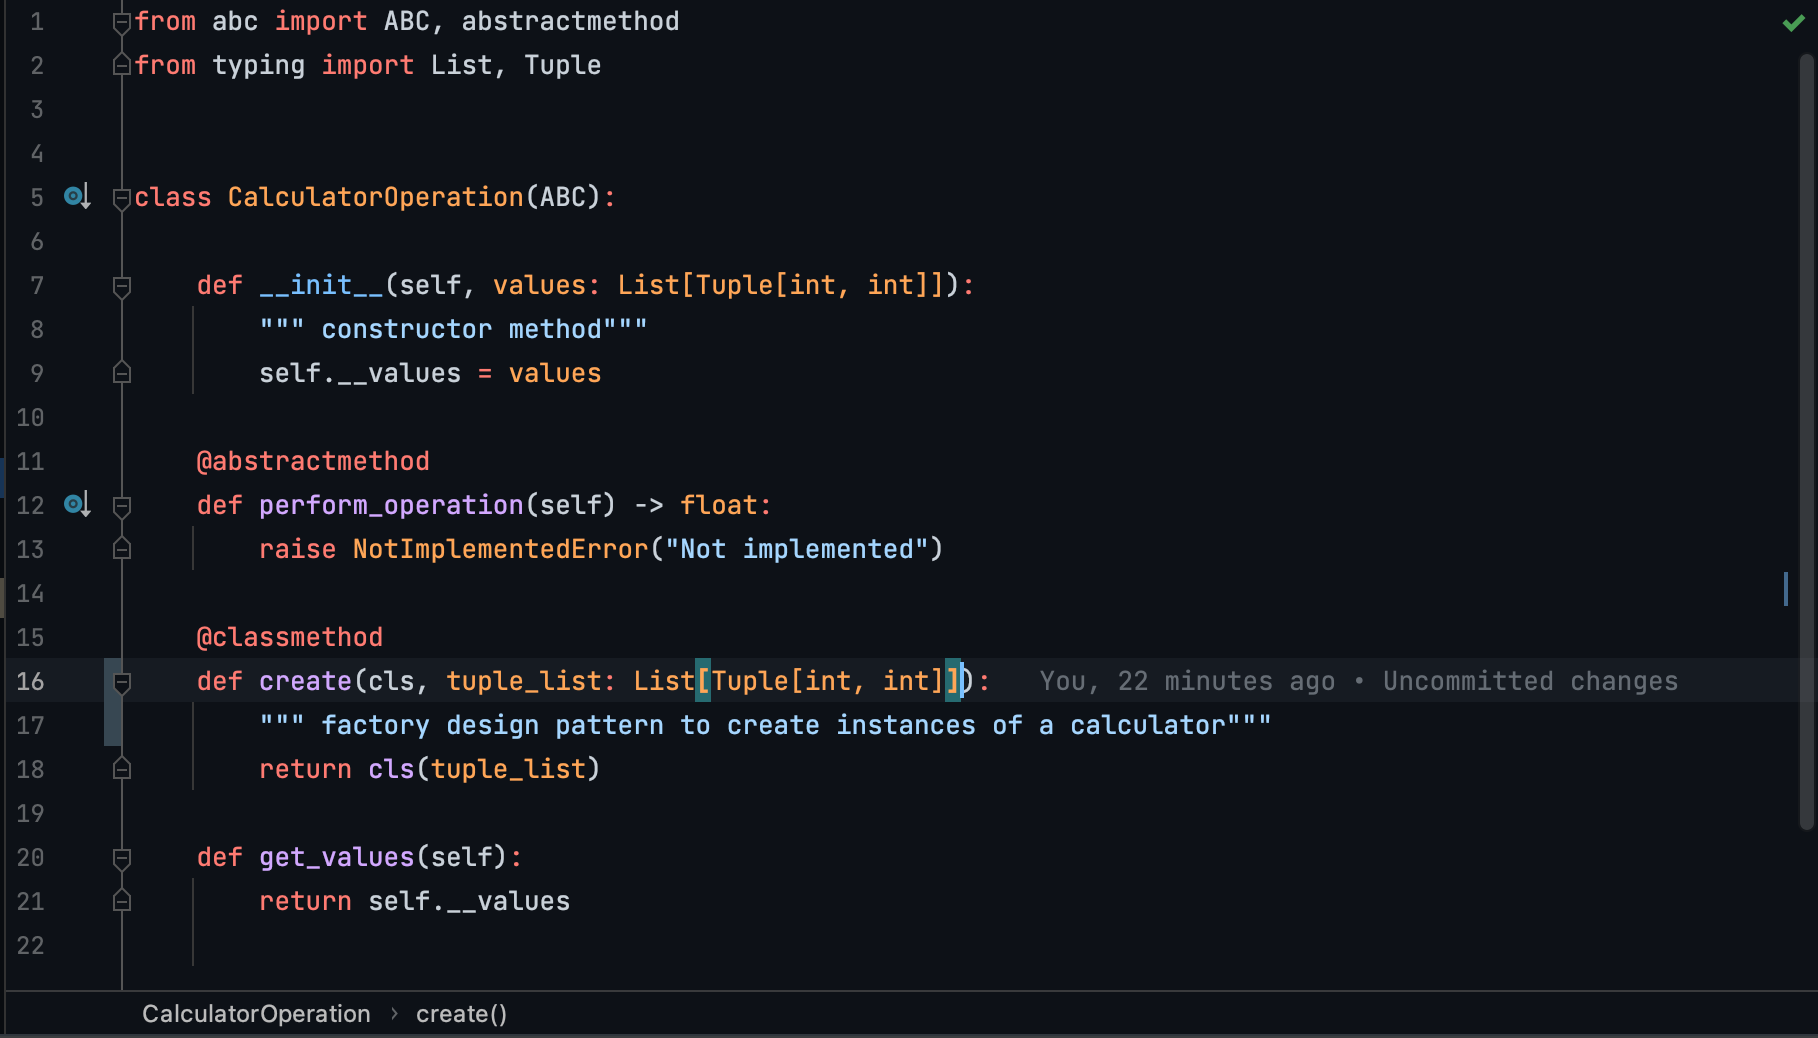 1 from abc import ABC, abstractmethod
2 from typing import List, Tuple
3
4
5 class CalculatorOperation(ABC):
6
7     def __init__(self, values: List[Tuple[int, int]]):
8         """ constructor method"""
9         self.__values = values
10
11     @abstractmethod
12     def perform_operation(self) -> float:
13         raise NotImplementedError("Not implemented")
14
15     @classmethod
16     def create(cls, tuple_list: List[Tuple[int, int]]):   You, 22 minutes ago • Uncommitted changes
17         """ factory design pattern to create instances of a calculator"""
18         return cls(tuple_list)
19
20     def get_values(self):
21         return self.__values
22
CalculatorOperation › create()